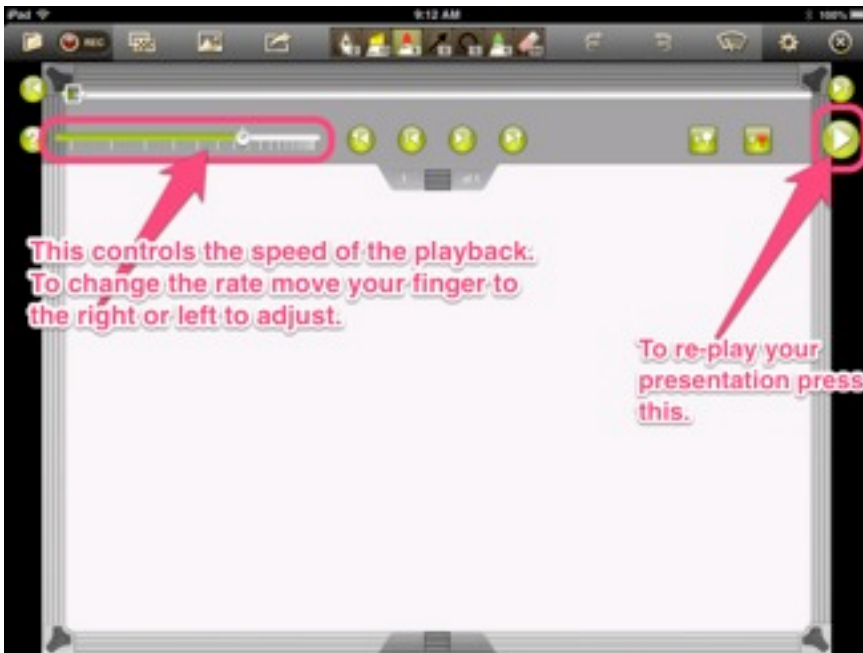 iPad
9:12 AM
100%
REC
This controls the speed of the playback.
To change the rate move your finger to
the right or left to adjust.
To re-play your
presentation press
this.